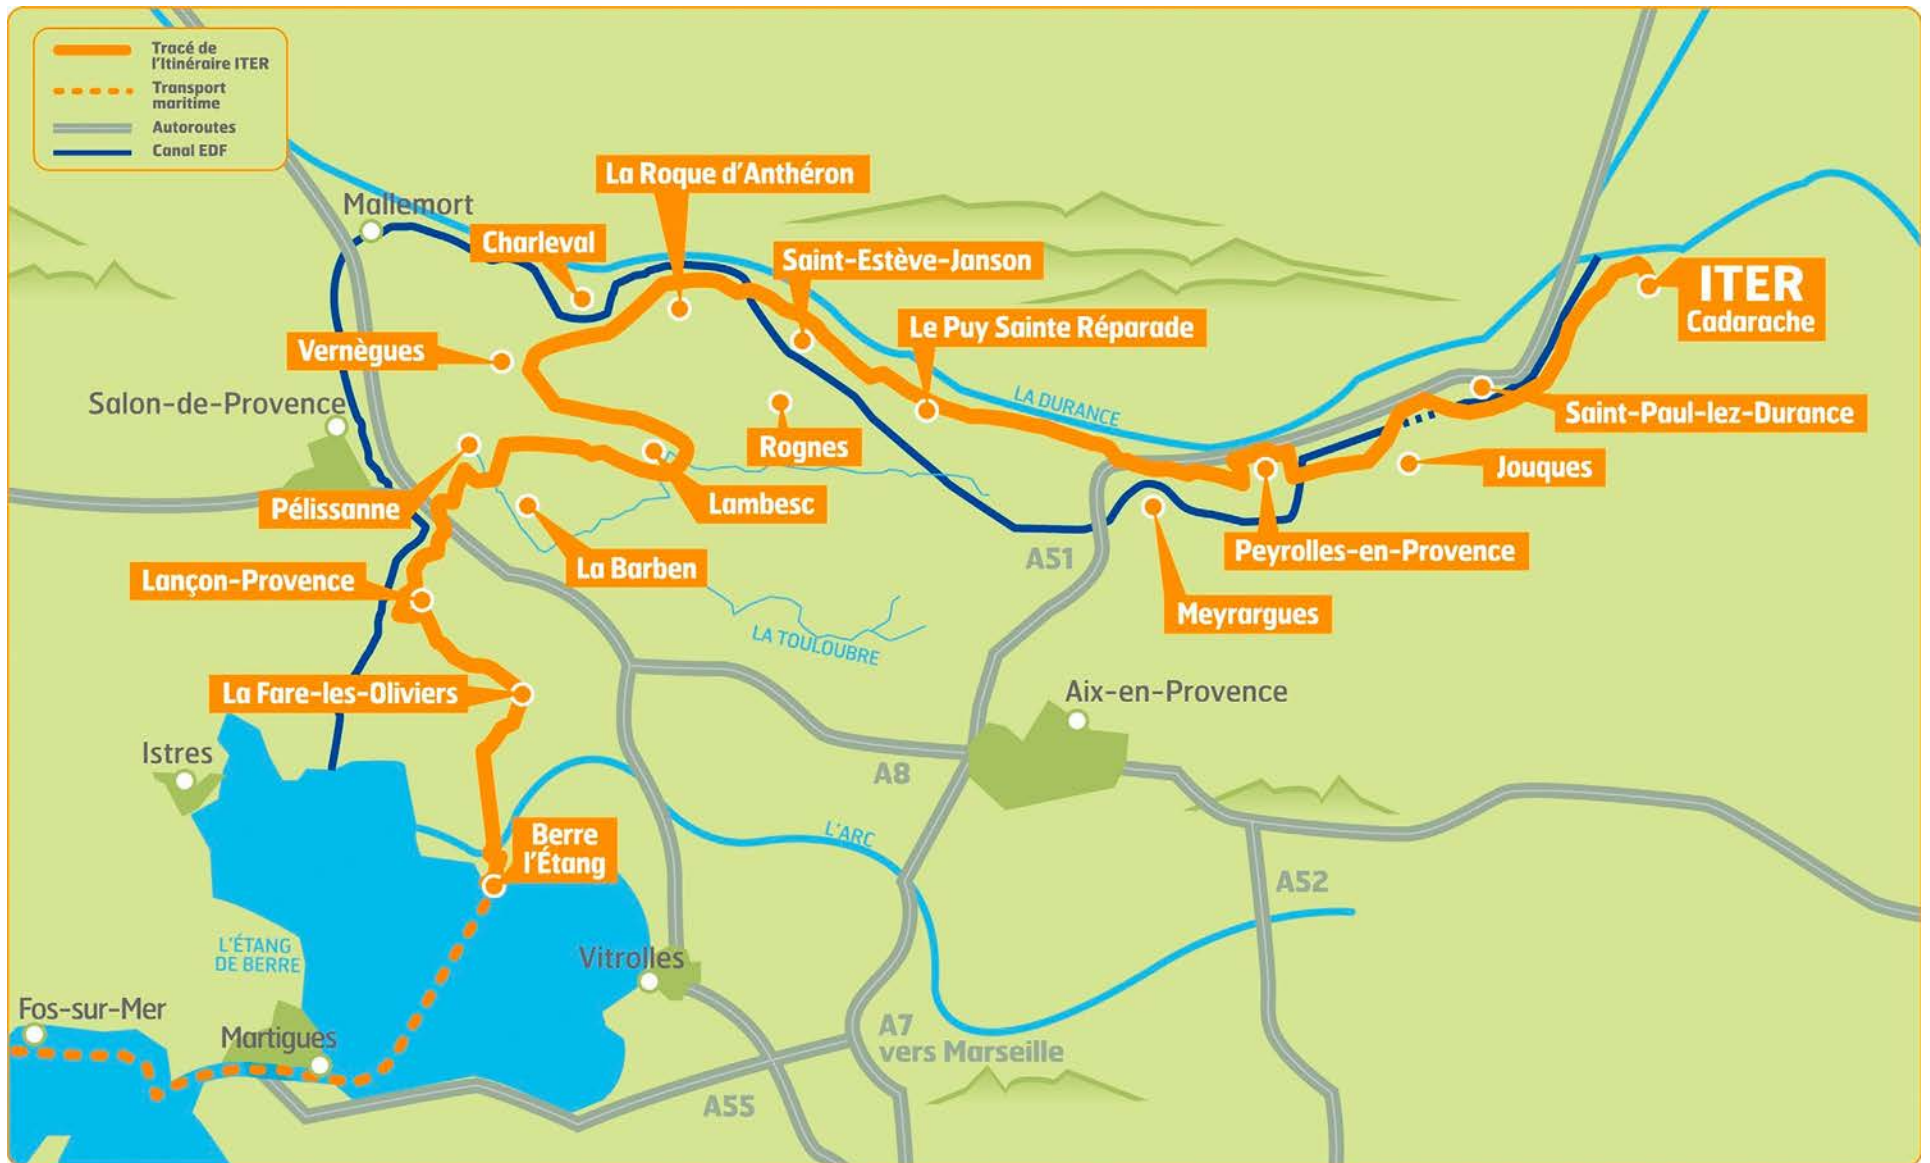 Tracé de
l'Itinéraire ITER
Transport
maritime
Autoroutes
Canal EDF
La Roque d'Anthéron
Mallemort
Charleval
Saint-Estève-Janson
ITER
Cadarache
Le Puy Sainte Réparade
Vernègues
Salon-de-Provence
LA DURANCE
Saint-Paul-lez-Durance
Rognes
Jouques
Pélissanne
Lambesc
Peyrolles-en-Provence
A51
La Barben
Lançon-Provence
Meyrargues
LA TOULOUBRE
La Fare-les-Oliviers
Aix-en-Provence
Istres
A8
Berre
l'Étang
L'ARC
A52
L'ÉTANG
DE BERRE
Vitrolles
Fos-sur-Mer
Martigues
A7
vers Marseille
A55